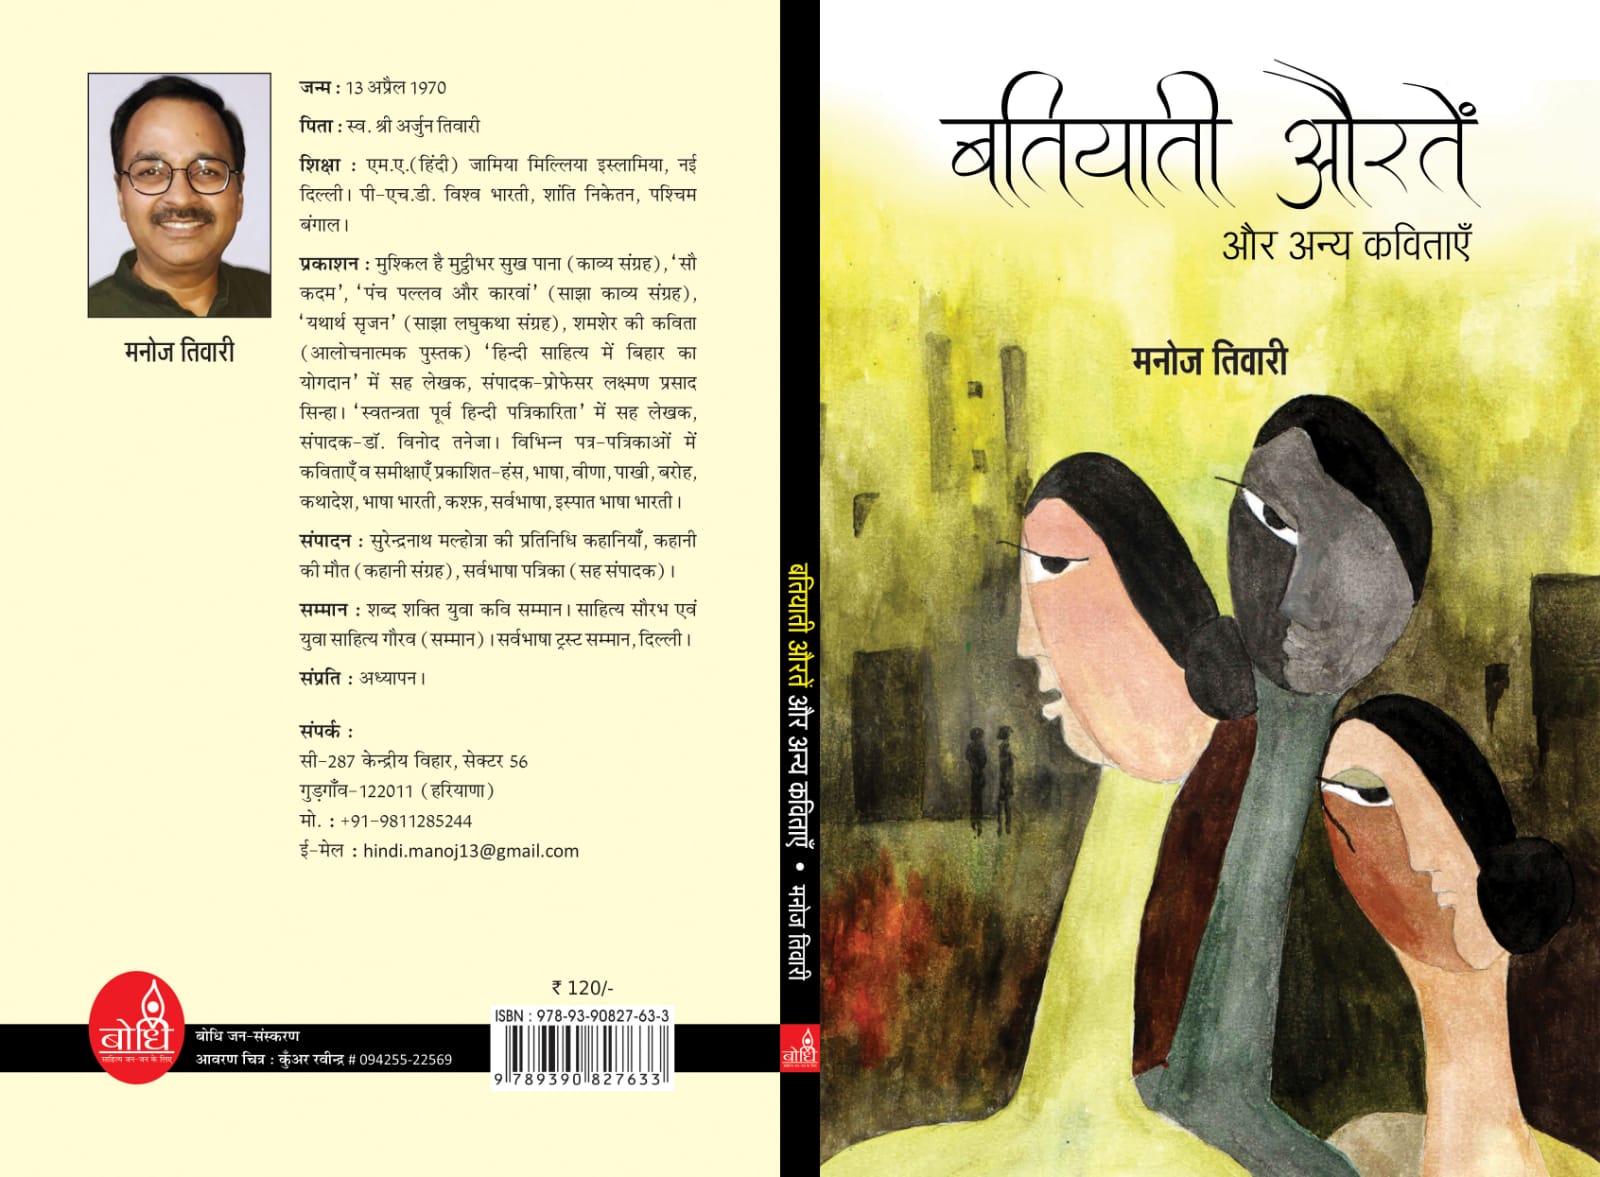 मनोज तिवारी
जन्म : 13 अप्रैल 1970
पिता : स्व. श्री अर्जुन तिवारी
शिक्षा : एम.ए.(हिंदी) जामिया मिल्लिया इस्लामिया, नई
दिल्ली। पी-एच.डी. विश्व भारती, शांति निकेतन, पश्चिम
बंगाल।
प्रकाशन : मुश्किल है मुट्ठीभर सुख पाना (काव्य संग्रह), ‘सौ
कदम’, ‘पंच पल्लव और कारवां’ (साझा काव्य संग्रह),
‘यथार्थ सृजन’ (साझा लघुकथा संग्रह), शमशेर की कविता
(आलोचनात्मक पुस्तक) ‘हिन्दी साहित्य में बिहार का
योगदान’ में सह लेखक, संपादक-प्रोफेसर लक्ष्मण प्रसाद
सिन्हा। ‘स्वतन्त्रता पूर्व हिन्दी पत्रिकारिता’ में सह लेखक,
संपादक-डॉ. विनोद तनेजा। विभिन्न पत्र-पत्रिकाओं में
कविताएँ व समीक्षाएँ प्रकाशित-हंस, भाषा, वीणा, पाखी, बरोह,
कथादेश, भाषा भारती, कश्फ़, सर्वभाषा, इस्पात भाषा भारती।
संपादन : सुरेन्द्रनाथ मल्होत्रा की प्रतिनिधि कहानियाँ, कहानी
की मौत (कहानी संग्रह), सर्वभाषा पत्रिका (सह संपादक)।
सम्मान : शब्द शक्ति युवा कवि सम्मान। साहित्य सौरभ एवं
युवा साहित्य गौरव (सम्मान)। सर्वभाषा ट्रस्ट सम्मान, दिल्ली।
संप्रति : अध्यापन।
संपर्क :
सी-287 केन्द्रीय विहार, सेक्टर 56
गुड़गाँव-122011 (हरियाणा)
मो. : +91-9811285244
ई-मेल : hindi.manoj13@gmail.com
₹ 120/-
ISBN : 978-93-90827-63-3
9 789390 827633
बोधि
साहित्य जन-जन के लिए
बोधि जन-संस्करण
आवरण चित्र : कुँअर रवीन्द्र # 094255-22569
बतियाती औरतें और अन्य कविताएँ • मनोज तिवारी
बोधि
बतियाती औरतें
और अन्य कविताएँ
मनोज तिवारी